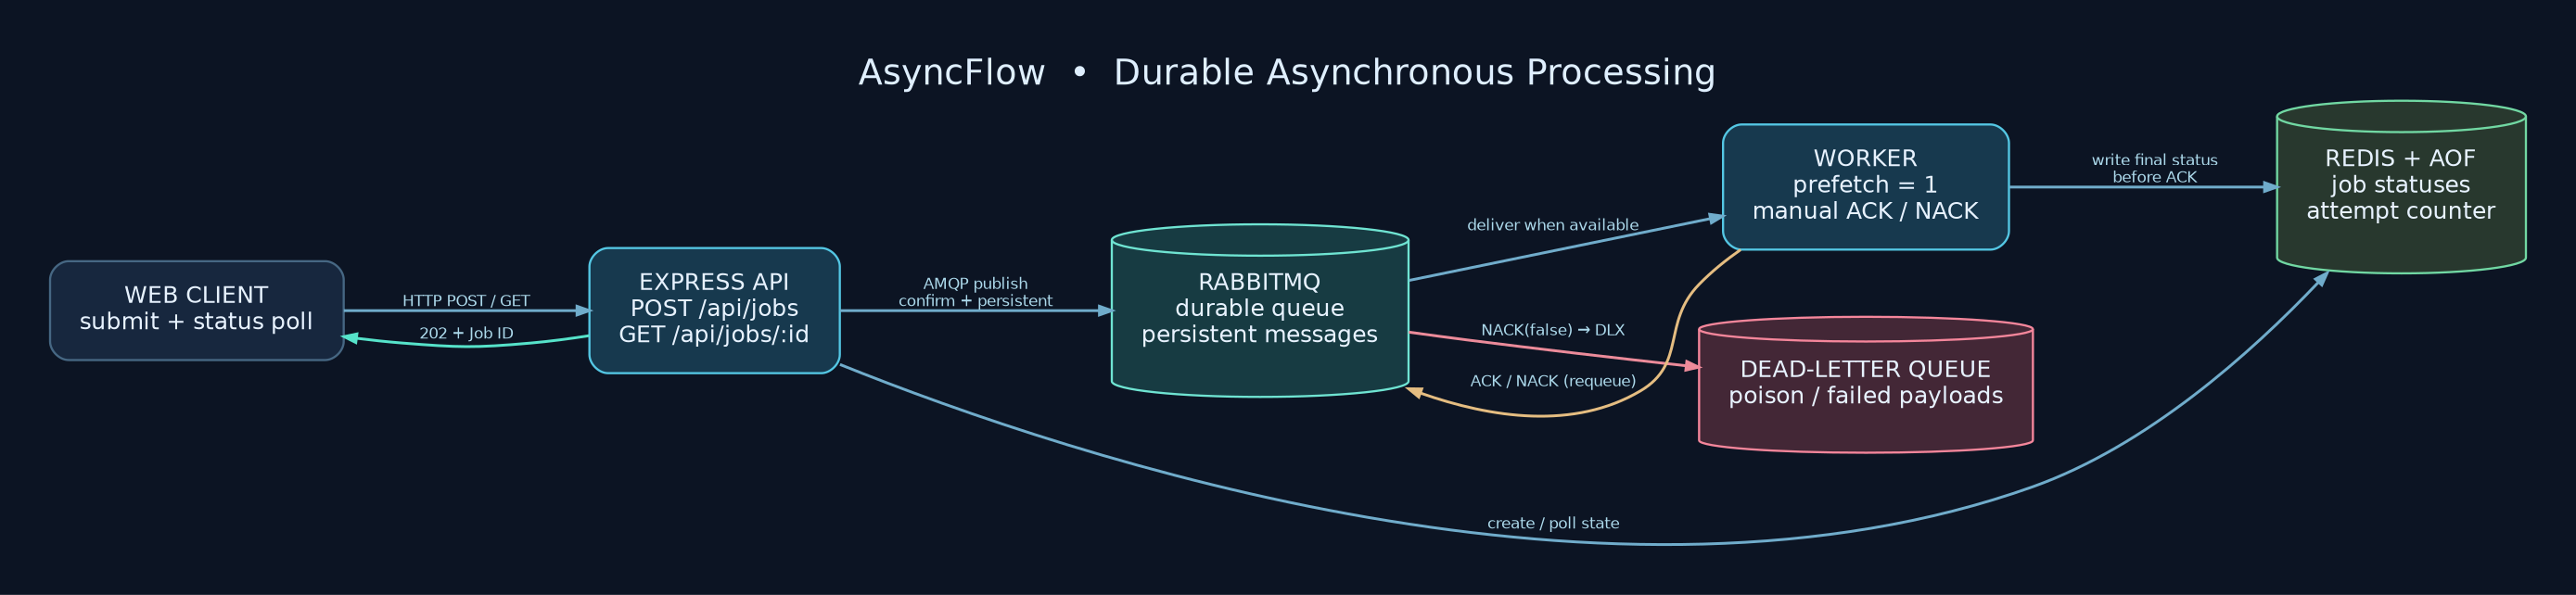 AsyncFlow • Durable Asynchronous Processing
WEB CLIENT
submit + status poll
HTTP POST / GET
202 + Job ID
EXPRESS API
POST /api/jobs
GET /api/jobs/:id
AMQP publish
confirm + persistent
RABBITMQ
durable queue
persistent messages
deliver when available
NACK(false) → DLX
ACK / NACK (requeue)
WORKER
prefetch = 1
manual ACK / NACK
DEAD-LETTER QUEUE
poison / failed payloads
write final status
before ACK
REDIS + AOF
job statuses
attempt counter
create / poll state